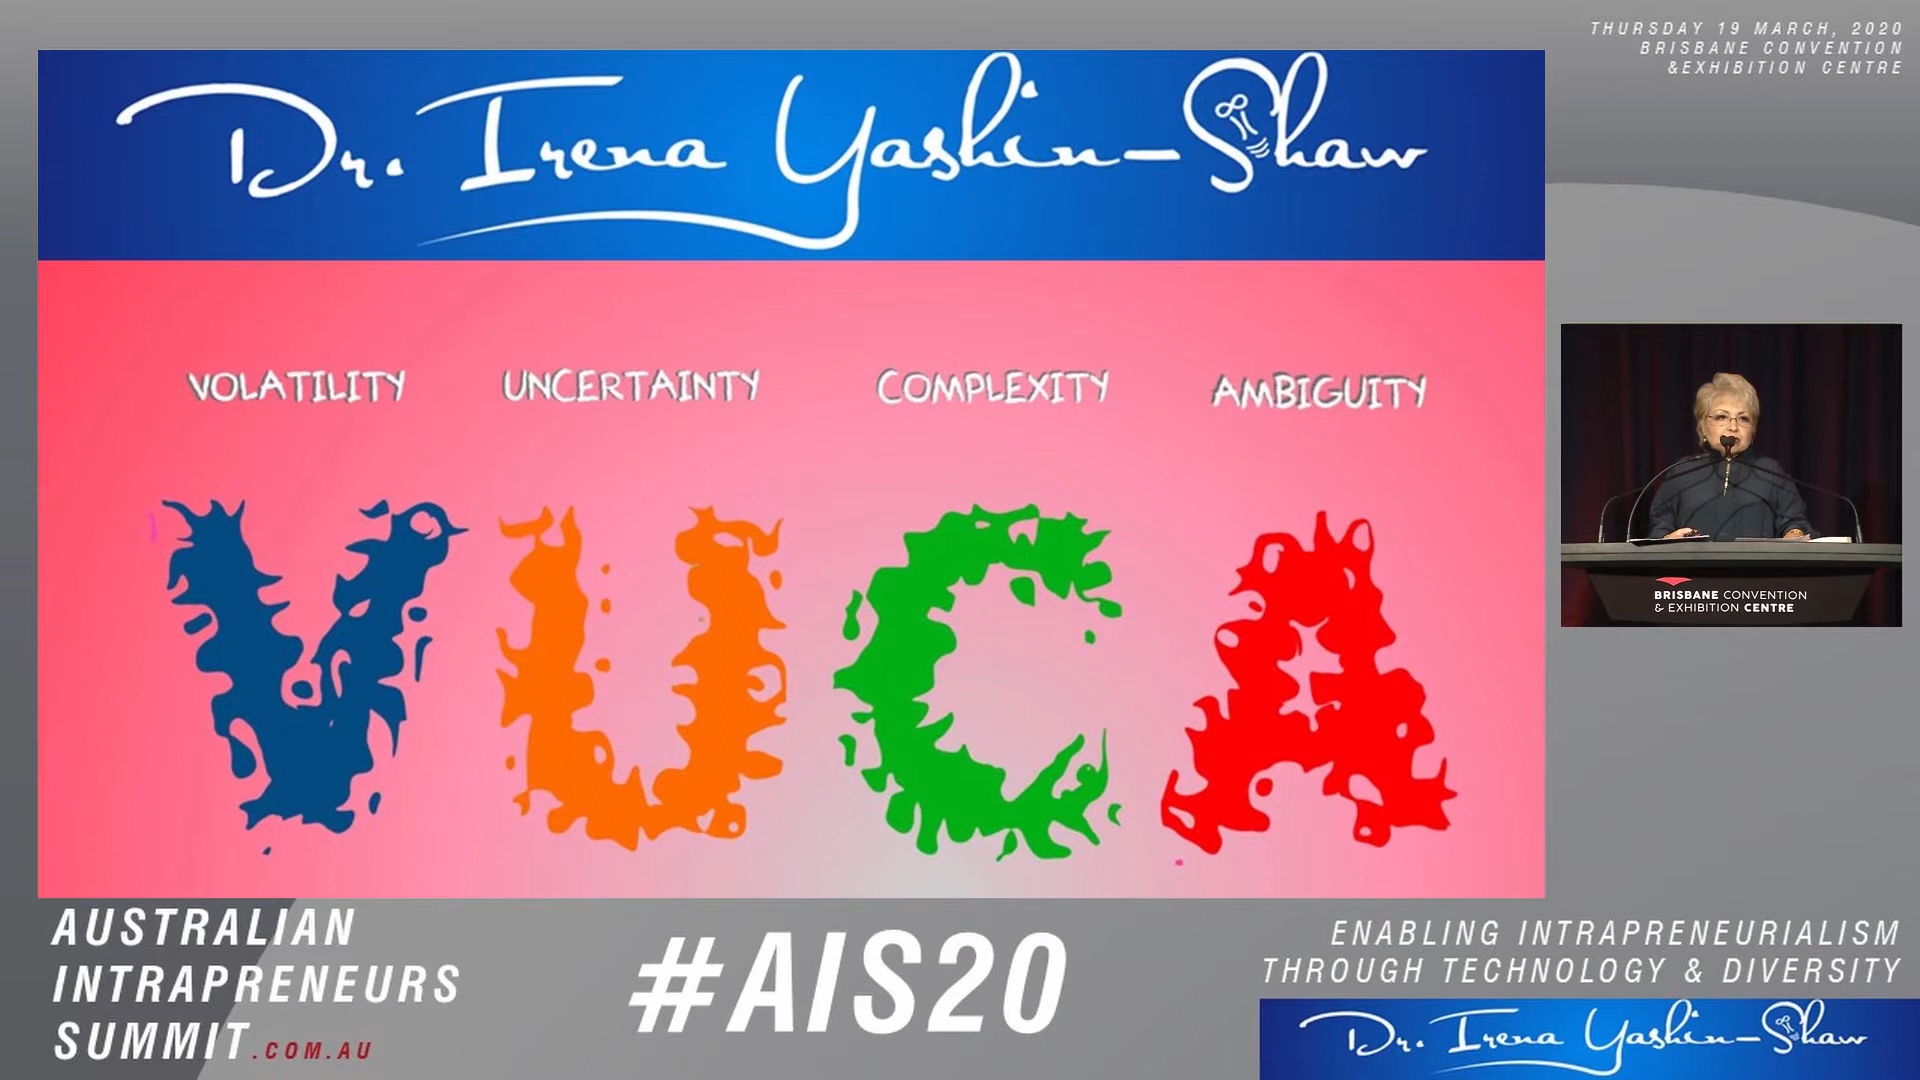 THURSDAY 19 MARCH, 2020
BRISBANE CONVENTION
&EXHIBITION CENTRE
Dr. Irena Yashin-Shaw
VOLATILITY UNCERTAINTY COMPLEXITY AMBIGUITY
VUCA
BRISBANE CONVENTION
& EXHIBITION CENTRE
AUSTRALIAN
INTRAPRENEURS
SUMMIT.COM.AU
#AIS20
ENABLING INTRAPRENEURIALISM
THROUGH TECHNOLOGY & DIVERSITY
Dr. Irena Yashin-Shaw